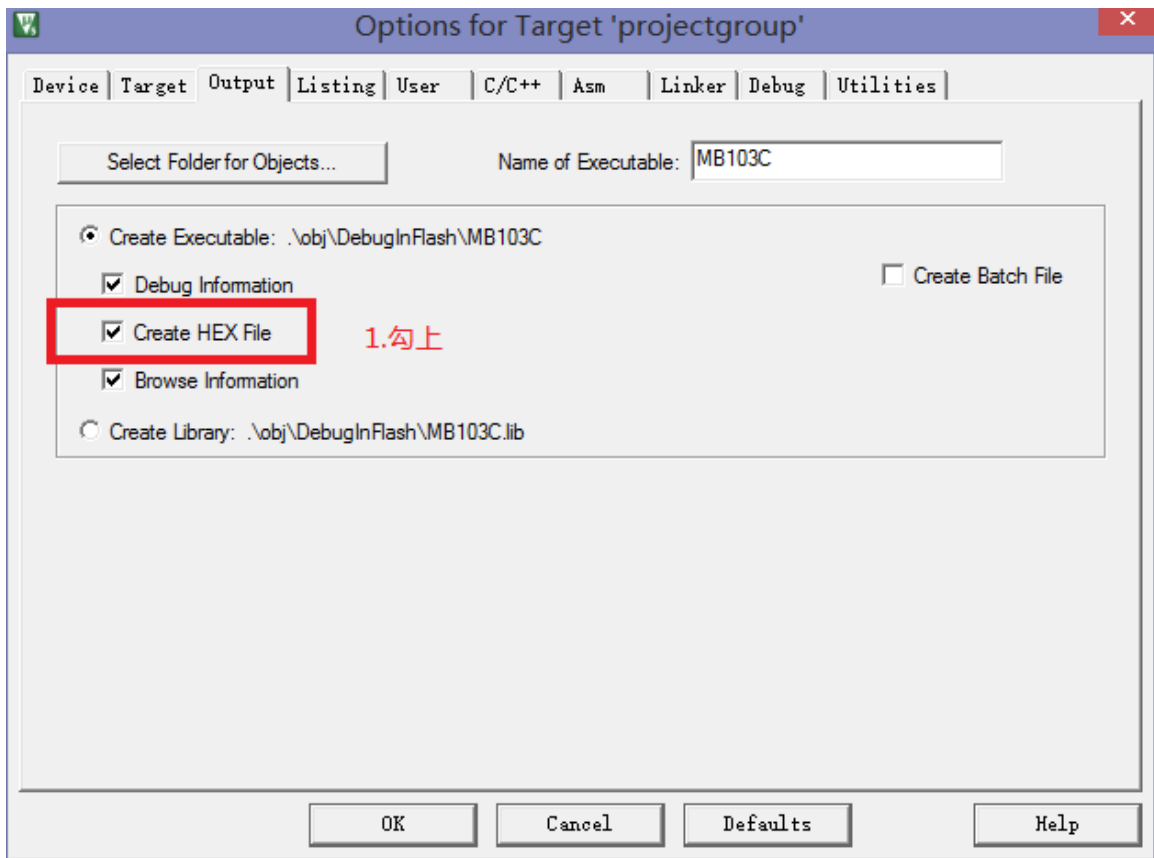 Options for Target 'projectgroup'
Device Target Output Listing User C/C++ Asm Linker Debug Utilities
Select Folder for Objects... Name of Executable: MB103C
Create Executable: .\obj\DebugInFlash\MB103C
Debug Information Create Batch File
Create HEX File 1.勾上
Browse Information
Create Library: .\obj\DebugInFlash\MB103C.lib
OK Cancel Defaults Help